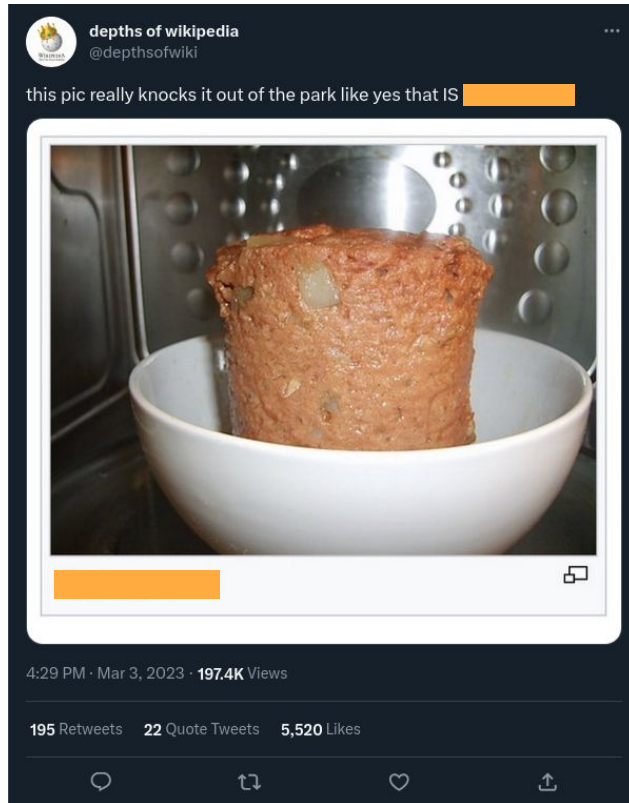 depths of wikipedia
@depthsofwiki
this pic really knocks it out of the park like yes that IS
4:29 PM · Mar 3, 2023 · 197.4K Views
195 Retweets 22 Quote Tweets 5,520 Likes